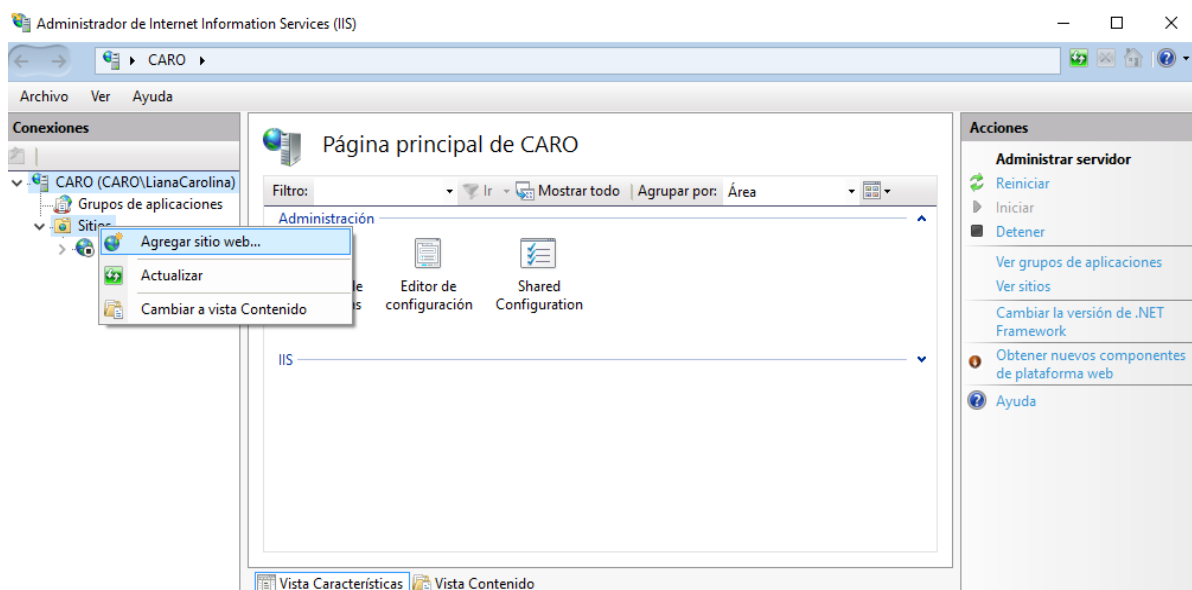 Administrador de Internet Information Services (IIS)
CARO
Archivo Ver Ayuda
Conexiones
CARO (CARO\LianaCarolina)
Grupos de aplicaciones
Sitios
Agregar sitio web...
Actualizar
Cambiar a vista Contenido
Página principal de CARO
Filtro: Ir Mostrar todo Agrupar por: Área
Administración
Editor de
configuración
Shared
Configuration
IIS
Vista Características Vista Contenido
Acciones
Administrar servidor
Reiniciar
Iniciar
Detener
Ver grupos de aplicaciones
Ver sitios
Cambiar la versión de .NET
Framework
Obtener nuevos componentes
de plataforma web
Ayuda